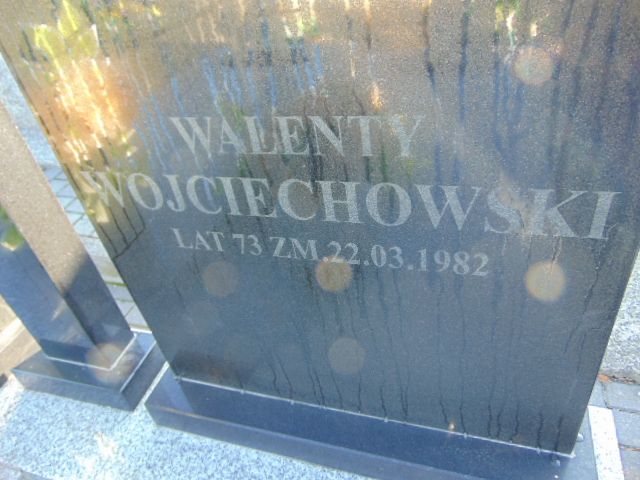 WALENTY
WOJCIECHOWSKI
LAT 73 ZM.22.03.1982